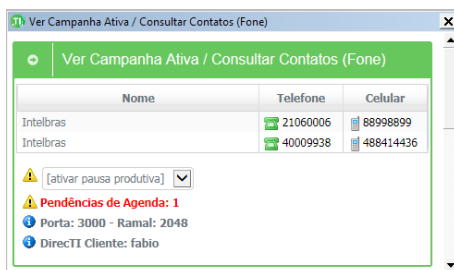 Ver Campanha Ativa / Consultar Contatos (Fone)
Ver Campanha Ativa / Consultar Contatos (Fone)
Nome Telefone Celular
Intelbras 21060006 88998899
Intelbras 40009938 488414436
[ativar pausa produtiva]
Pendências de Agenda: 1
Porta: 3000 - Ramal: 2048
DirecTI Cliente: fabio